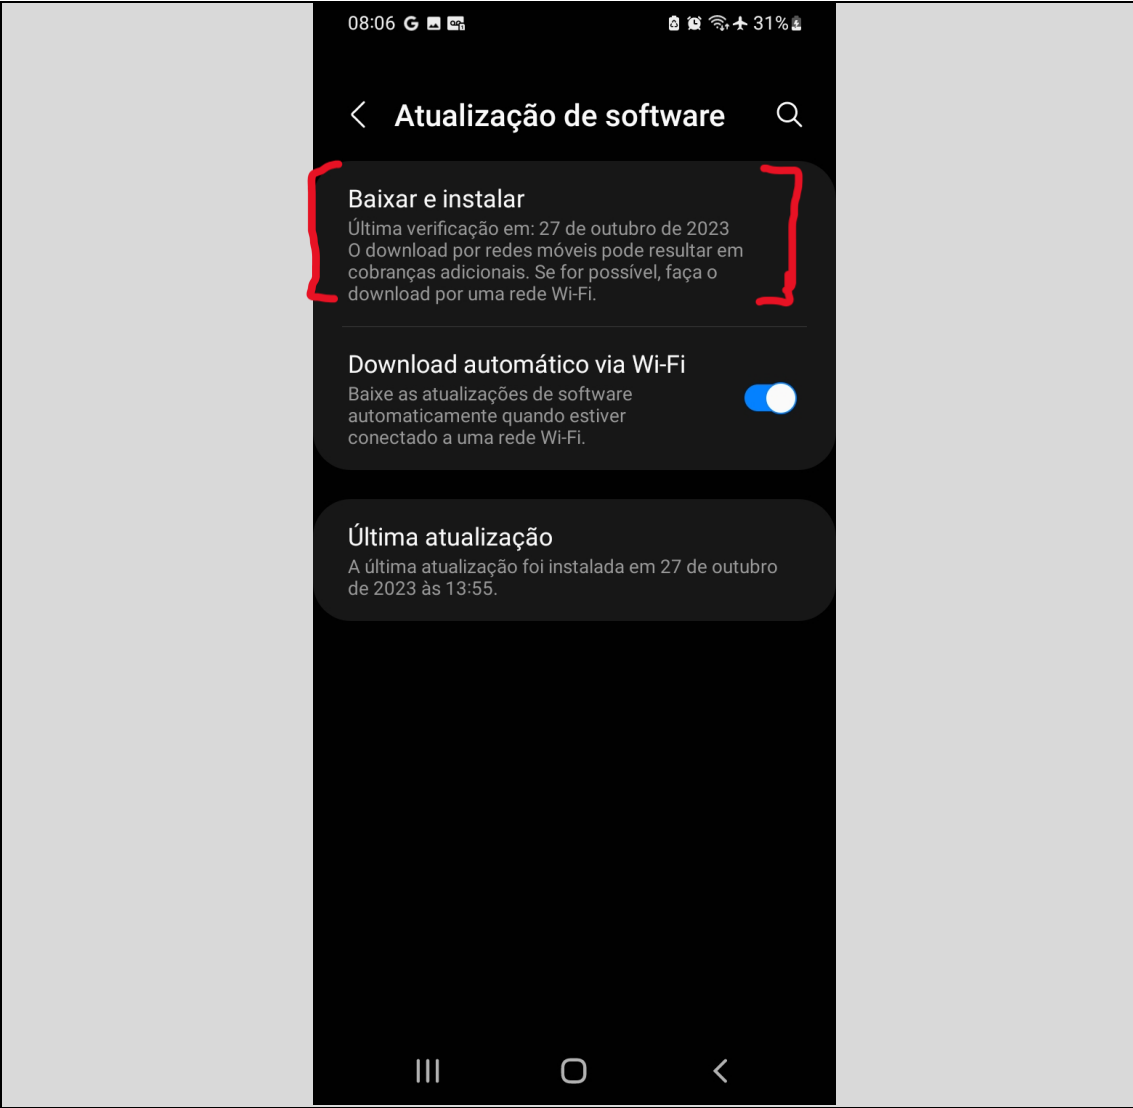 08:06 G 31%
Atualização de software
Baixar e instalar
Última verificação em: 27 de outubro de 2023
O download por redes móveis pode resultar em
cobranças adicionais. Se for possível, faça o
download por uma rede Wi-Fi.
Download automático via Wi-Fi
Baixe as atualizações de software
automaticamente quando estiver
conectado a uma rede Wi-Fi.
Última atualização
A última atualização foi instalada em 27 de outubro
de 2023 às 13:55.